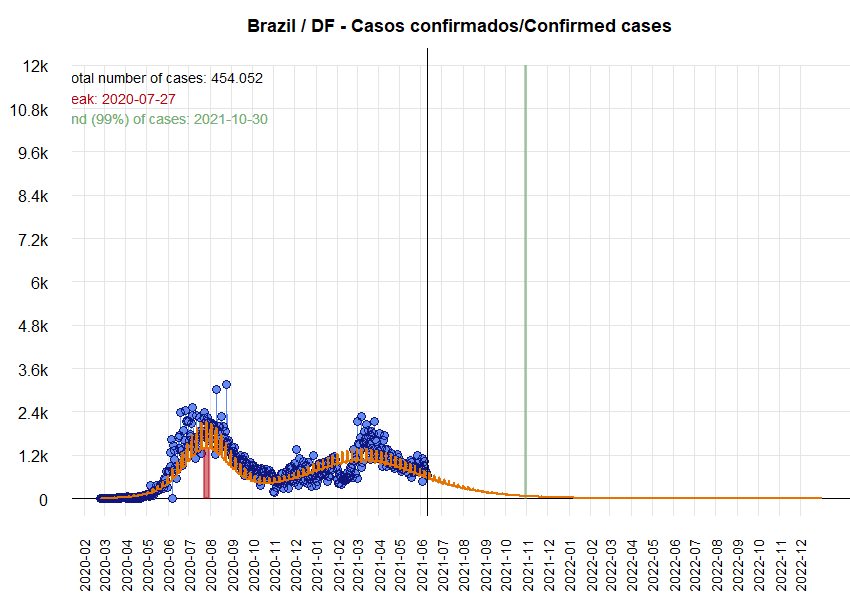 Brazil / DF - Casos confirmados/Confirmed cases
otal number of cases: 454.052
eak: 2020-07-27
nd (99%) of cases: 2021-10-30
12k
10.8k
9.6k
8.4k
7.2k
6k
4.8k
3.6k
2.4k
1.2k
0
2020-02
2020-03
2020-04
2020-05
2020-06
2020-07
2020-08
2020-09
2020-10
2020-11
2020-12
2021-01
2021-02
2021-03
2021-04
2021-05
2021-06
2021-07
2021-08
2021-09
2021-10
2021-11
2021-12
2022-01
2022-02
2022-03
2022-04
2022-05
2022-06
2022-07
2022-08
2022-09
2022-10
2022-11
2022-12